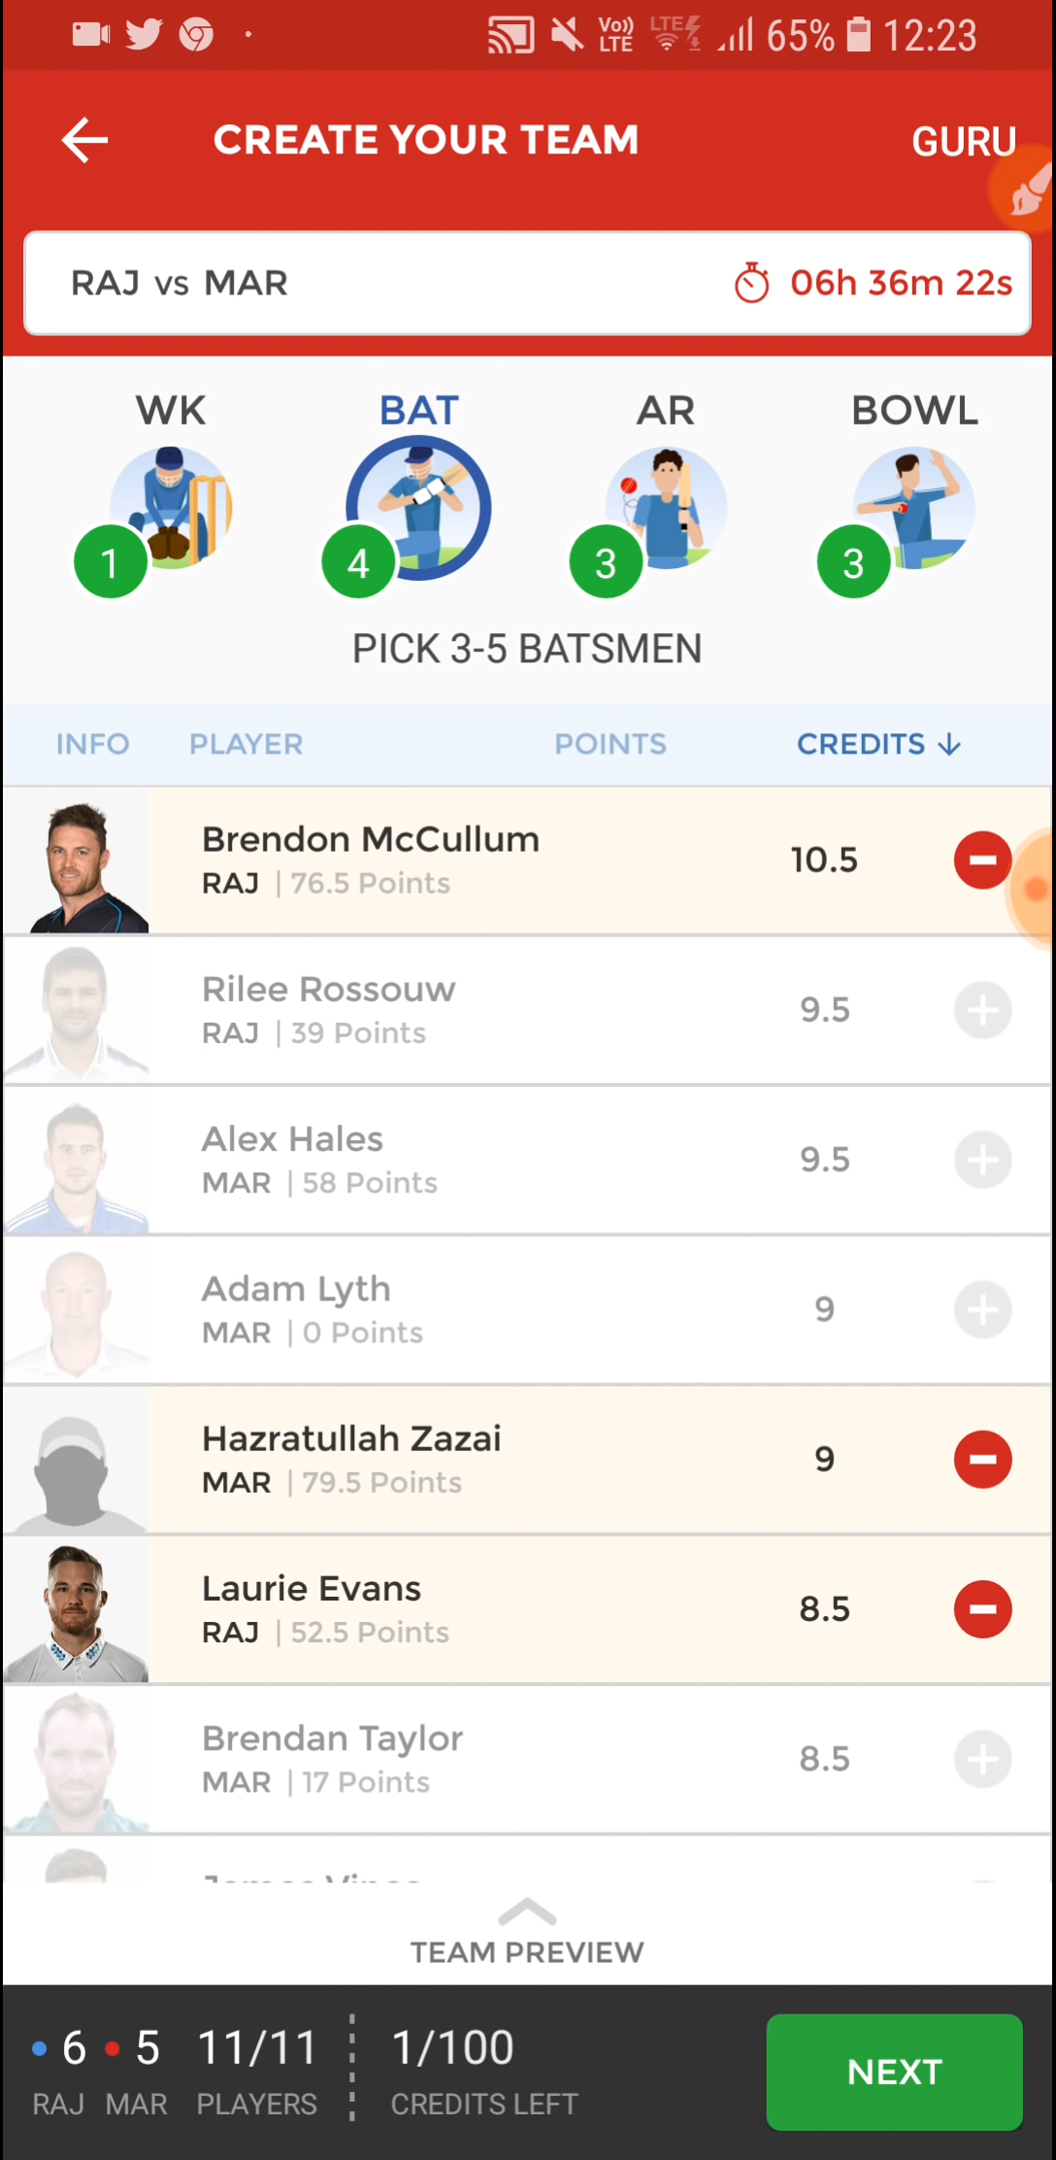 Vo)) LTE LTE 65% 12:23
CREATE YOUR TEAM GURU
RAJ vs MAR 06h 36m 22s
WK BAT AR BOWL
1 4 3 3
PICK 3-5 BATSMEN
INFO PLAYER POINTS CREDITS
Brendon McCullum 10.5
RAJ | 76.5 Points
Rilee Rossouw 9.5
RAJ | 39 Points
Alex Hales 9.5
MAR | 58 Points
Adam Lyth 9
MAR | 0 Points
Hazratullah Zazai 9
MAR | 79.5 Points
Laurie Evans 8.5
RAJ | 52.5 Points
Brendan Taylor 8.5
MAR | 17 Points
TEAM PREVIEW
6 5 11/11 1/100
RAJ MAR PLAYERS CREDITS LEFT
NEXT